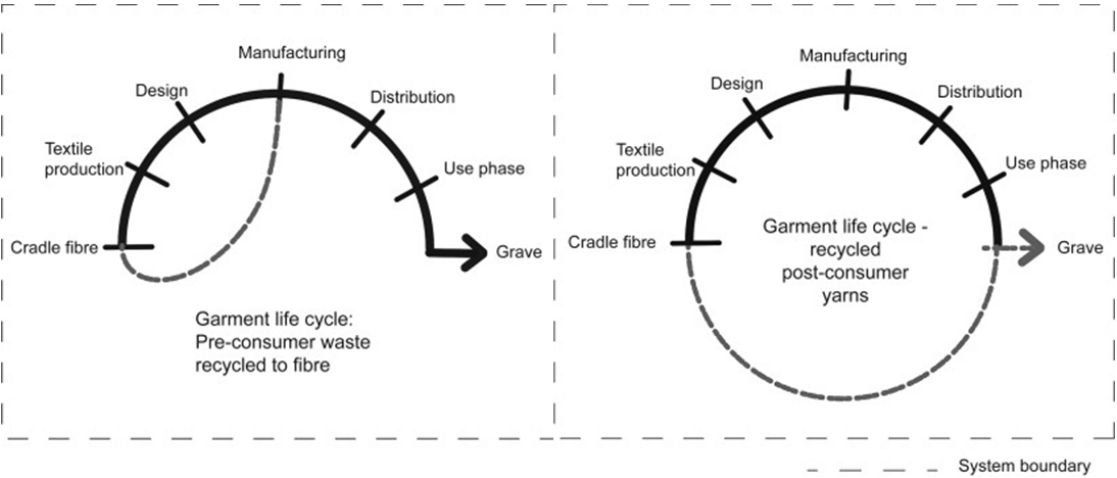 Manufacturing
Design
Distribution
Textile
production
Use phase
Cradle fibre
Grave
Garment life cycle:
Pre-consumer waste
recycled to fibre
Manufacturing
Design
Distribution
Textile
production
Use phase
Cradle fibre
Garment life cycle -
recycled
post-consumer
yarns
Grave
System boundary